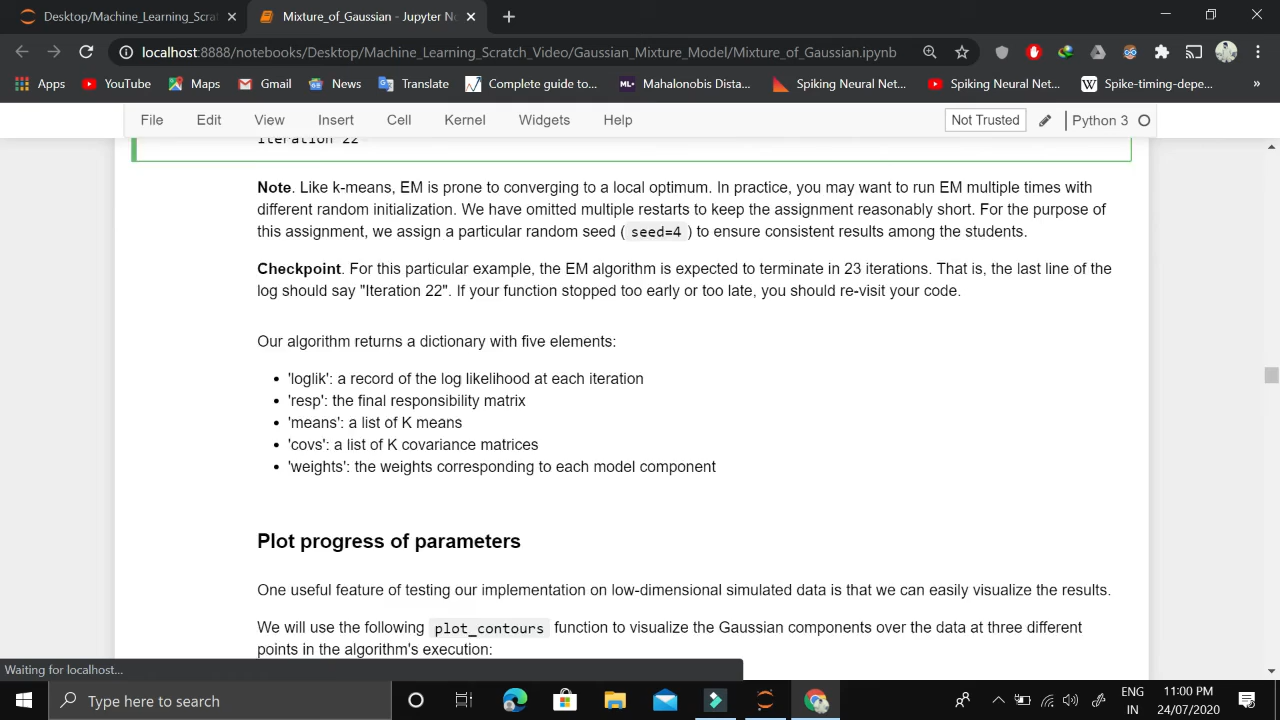 Desktop/Machine_Learning_Scrat
Mixture_of_Gaussian - Jupyter No
localhost:8888/notebooks/Desktop/Machine_Learning_Scratch_Video/Gaussian_Mixture_Model/Mixture_of_Gaussian.ipynb
Apps YouTube Maps Gmail News Translate Complete guide to... ML+ Mahalonobis Dista... Spiking Neural Net... Spiking Neural Net... W Spike-timing-depe... »
File Edit View Insert Cell Kernel Widgets Help Not Trusted Python 3
Iteration 22
Note. Like k-means, EM is prone to converging to a local optimum. In practice, you may want to run EM multiple times with
different random initialization. We have omitted multiple restarts to keep the assignment reasonably short. For the purpose of
this assignment, we assign a particular random seed ( seed=4 ) to ensure consistent results among the students.
Checkpoint. For this particular example, the EM algorithm is expected to terminate in 23 iterations. That is, the last line of the
log should say "Iteration 22". If your function stopped too early or too late, you should re-visit your code.
Our algorithm returns a dictionary with five elements:
• 'loglik': a record of the log likelihood at each iteration
• 'resp': the final responsibility matrix
• 'means': a list of K means
• 'covs': a list of K covariance matrices
• 'weights': the weights corresponding to each model component
Plot progress of parameters
One useful feature of testing our implementation on low-dimensional simulated data is that we can easily visualize the results.
We will use the following plot_contours function to visualize the Gaussian components over the data at three different
points in the algorithm's execution:
Waiting for localhost...
Type here to search
ENG
IN
11:00 PM
24/07/2020